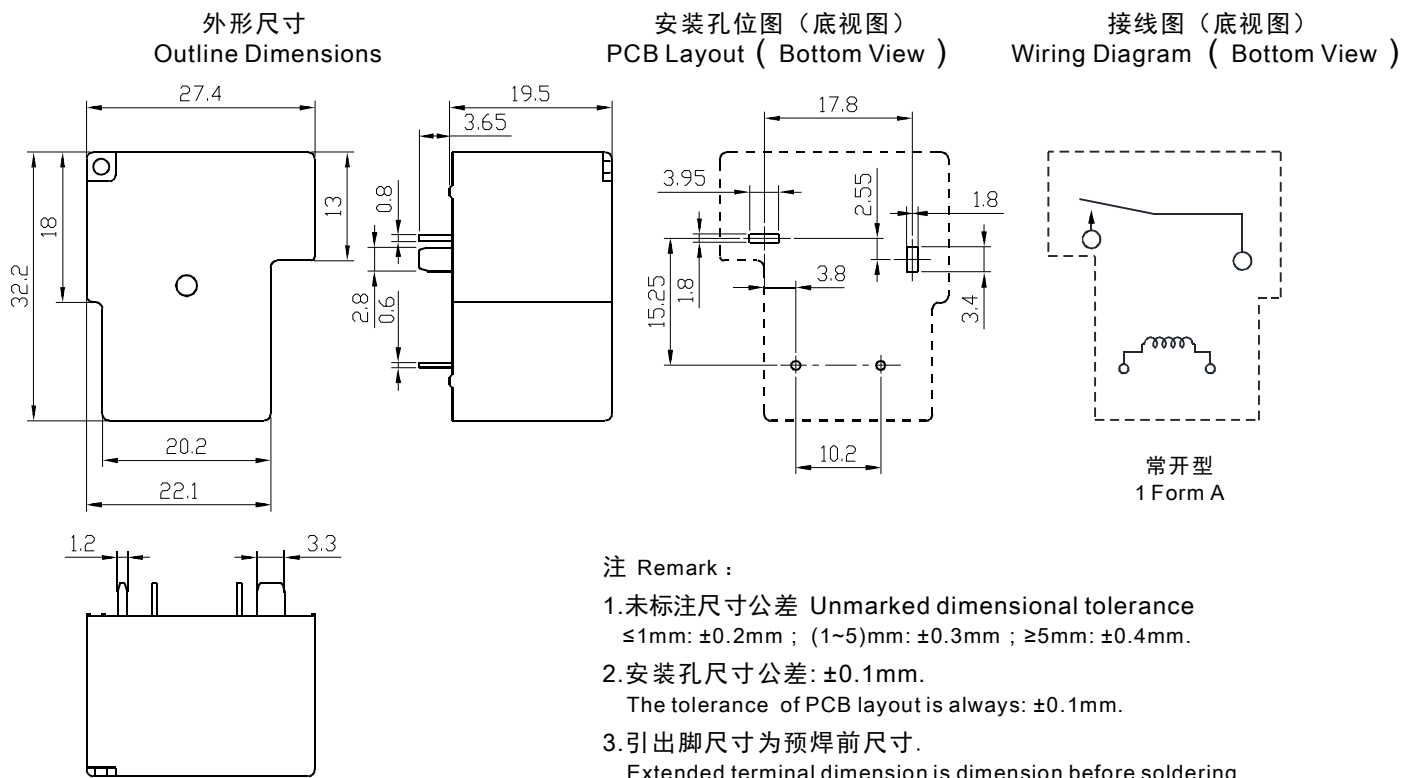 外形尺寸
Outline Dimensions
27.4
32.2
18
13
20.2
22.1
19.5
3.65
0.8
2.8
0.6
1.2
3.3
安装孔位图（底视图）
PCB Layout ( Bottom View )
17.8
3.95
2.55
1.8
15.25
1.8
3.8
3.4
10.2
接线图（底视图）
Wiring Diagram ( Bottom View )
常开型
1 Form A
注 Remark :
1.未标注尺寸公差 Unmarked dimensional tolerance
≤1mm: ±0.2mm ; (1~5)mm: ±0.3mm ; ≥5mm: ±0.4mm.
2.安装孔尺寸公差: ±0.1mm.
The tolerance of PCB layout is always: ±0.1mm.
3.引出脚尺寸为预焊前尺寸.
Extended terminal dimension is dimension before soldering